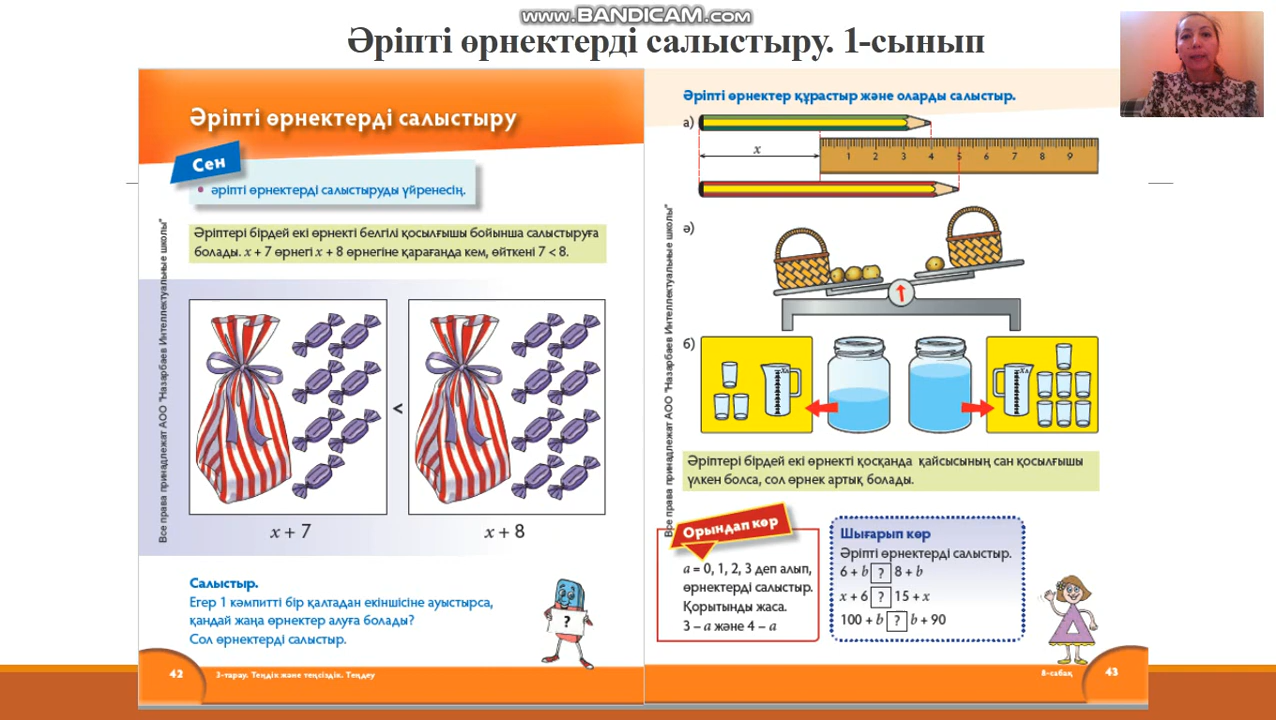 www.BANDICAM.com
Әріпті өрнектерді салыстыру. 1-сынып
Әріпті өрнектерді салыстыру
Сен
• әріпті өрнектерді салыстыруды үйренесің.
Әріптері бірдей екі өрнекті белгілі қосылғышы бойынша салыстыруға
болады. x + 7 өрнегі x + 8 өрнегіне қарағанда кем, өйткені 7 < 8.
Все права принадлежат АОО "Назарбаев Интеллектуальные школы"
<
x + 7
x + 8
Салыстыр.
Егер 1 кәмпитті бір қалтадан екіншісіне ауыстырса,
қандай жаңа өрнектер алуға болады?
Сол өрнектерді салыстыр.
?
42
3-тарау. Теңдік және теңсіздік. Теңдеу
Әріпті өрнектер құрастыр және оларды салыстыр.
а)
x
1 2 3 4 5 6 7 8 9
ә)
б)
Все права принадлежат АОО "Назарбаев Интеллектуальные школы"
Әріптері бірдей екі өрнекті қосқанда қайсысының сан қосылғышы
үлкен болса, сол өрнек артық болады.
Орындап көр
a = 0, 1, 2, 3 деп алып,
өрнектерді салыстыр.
Қорытынды жаса.
3 – a және 4 – a
Шығарып көр
Әріпті өрнектерді салыстыр.
6 + b ? 8 + b
x + 6 ? 15 + x
100 + b ? b + 90
8-сабақ
43